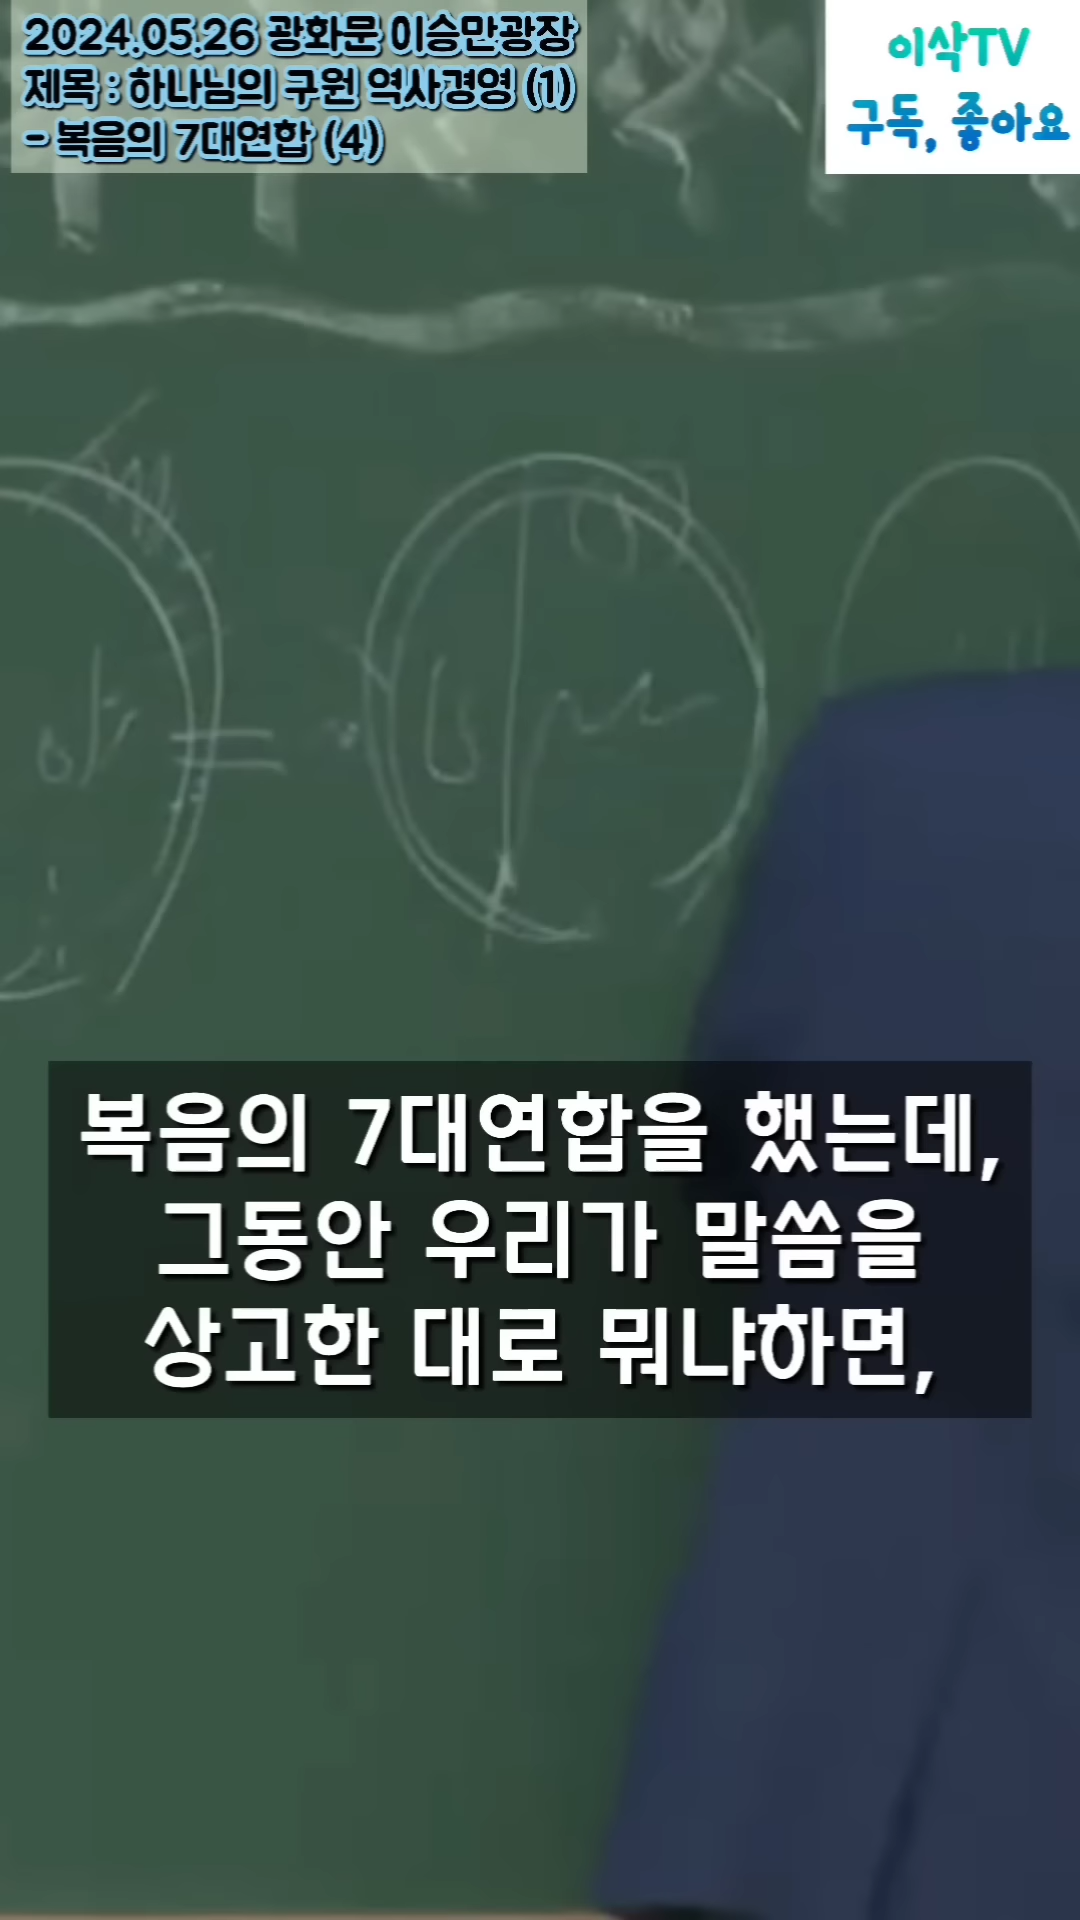 2024.05.26 광화문 이승만광장
제목 : 하나님의 구원 역사경영 (1)
- 복음의 7대연합 (4)
이삭TV
구독, 좋아요
복음의 7대연합을 했는데,
그동안 우리가 말씀을
상고한 대로 뭐냐하면,